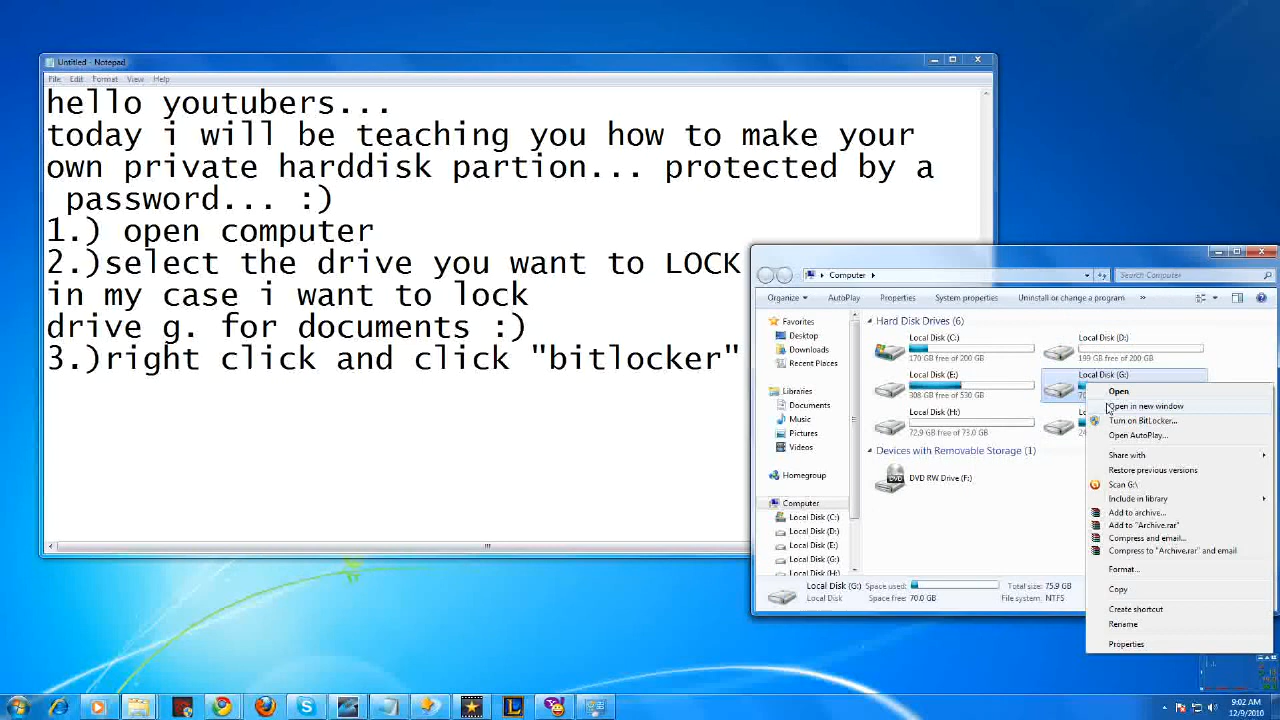 Untitled - Notepad
File Edit Format View Help
hello youtubers...
today i will be teaching you how to make your
own private harddisk partion... protected by a
password... :)
1.) open computer
2.)select the drive you want to LOCK
in my case i want to lock
drive g. for documents :)
3.)right click and click "bitlocker"
Computer
Search Computer
Organize AutoPlay Properties System properties Uninstall or change a program »
Favorites
Desktop
Downloads
Recent Places
Libraries
Documents
Music
Pictures
Videos
Homegroup
Computer
Local Disk (C:)
Local Disk (D:)
Local Disk (E:)
Local Disk (G:)
Local Disk (H:)
Hard Disk Drives (6)
Local Disk (C:)
170 GB free of 200 GB
Local Disk (D:)
199 GB free of 200 GB
Local Disk (E:)
308 GB free of 530 GB
Local Disk (G:)
Local Disk (H:)
72.9 GB free of 73.0 GB
Devices with Removable Storage (1)
DVD RW Drive (F:)
DVD
Open
Open in new window
Turn on BitLocker...
Open AutoPlay...
Share with
Restore previous versions
Scan G:\
Include in library
Add to archive...
Add to "Archive.rar"
Compress and email...
Compress to "Archive.rar" and email
Format...
Copy
Create shortcut
Rename
Properties
Local Disk (G:) Space used: Total size: 75.9 GB
Local Disk Space free: 70.0 GB File system: NTFS
9:02 AM
12/9/2010